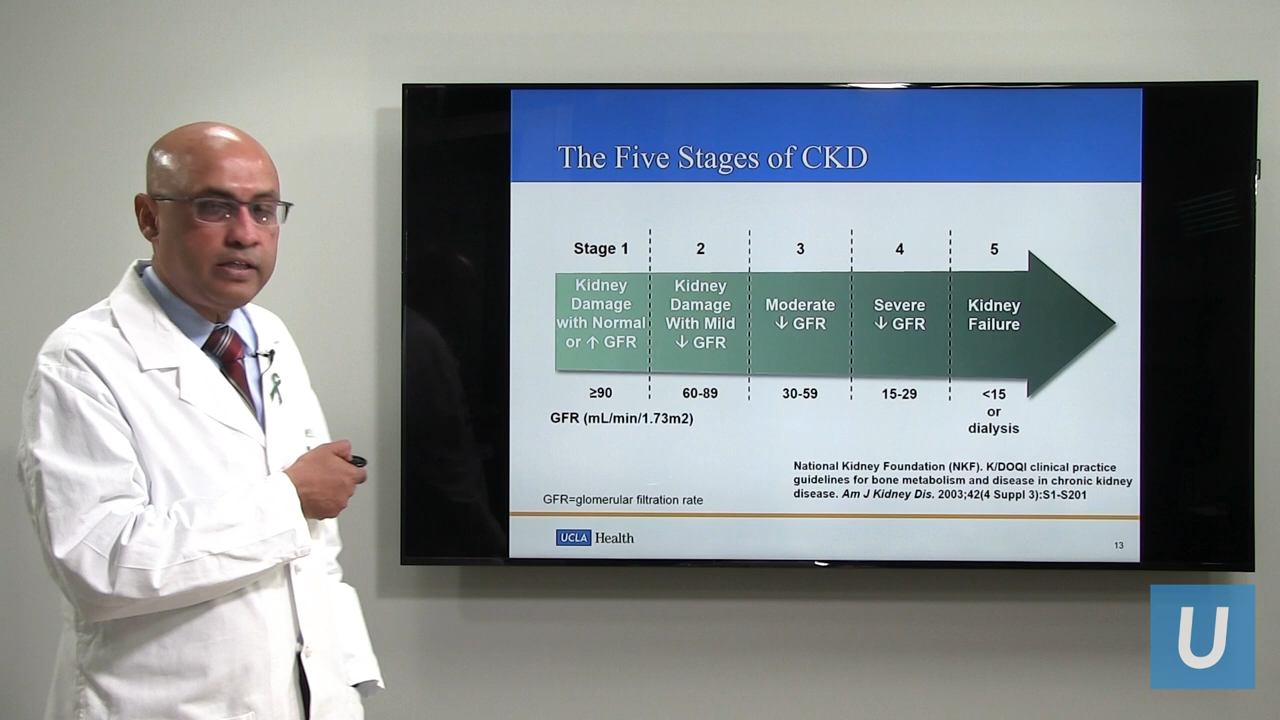 The Five Stages of CKD
Stage 1
2
3
4
5
Kidney
Damage
with Normal
or ↑ GFR
Kidney
Damage
With Mild
↓ GFR
Moderate
↓ GFR
Severe
↓ GFR
Kidney
Failure
≥90
60-89
30-59
15-29
<15
or
dialysis
GFR (mL/min/1.73m2)
National Kidney Foundation (NKF). K/DOQI clinical practice
guidelines for bone metabolism and disease in chronic kidney
disease. Am J Kidney Dis. 2003;42(4 Suppl 3):S1-S201
GFR=glomerular filtration rate
UCLA Health
13
U